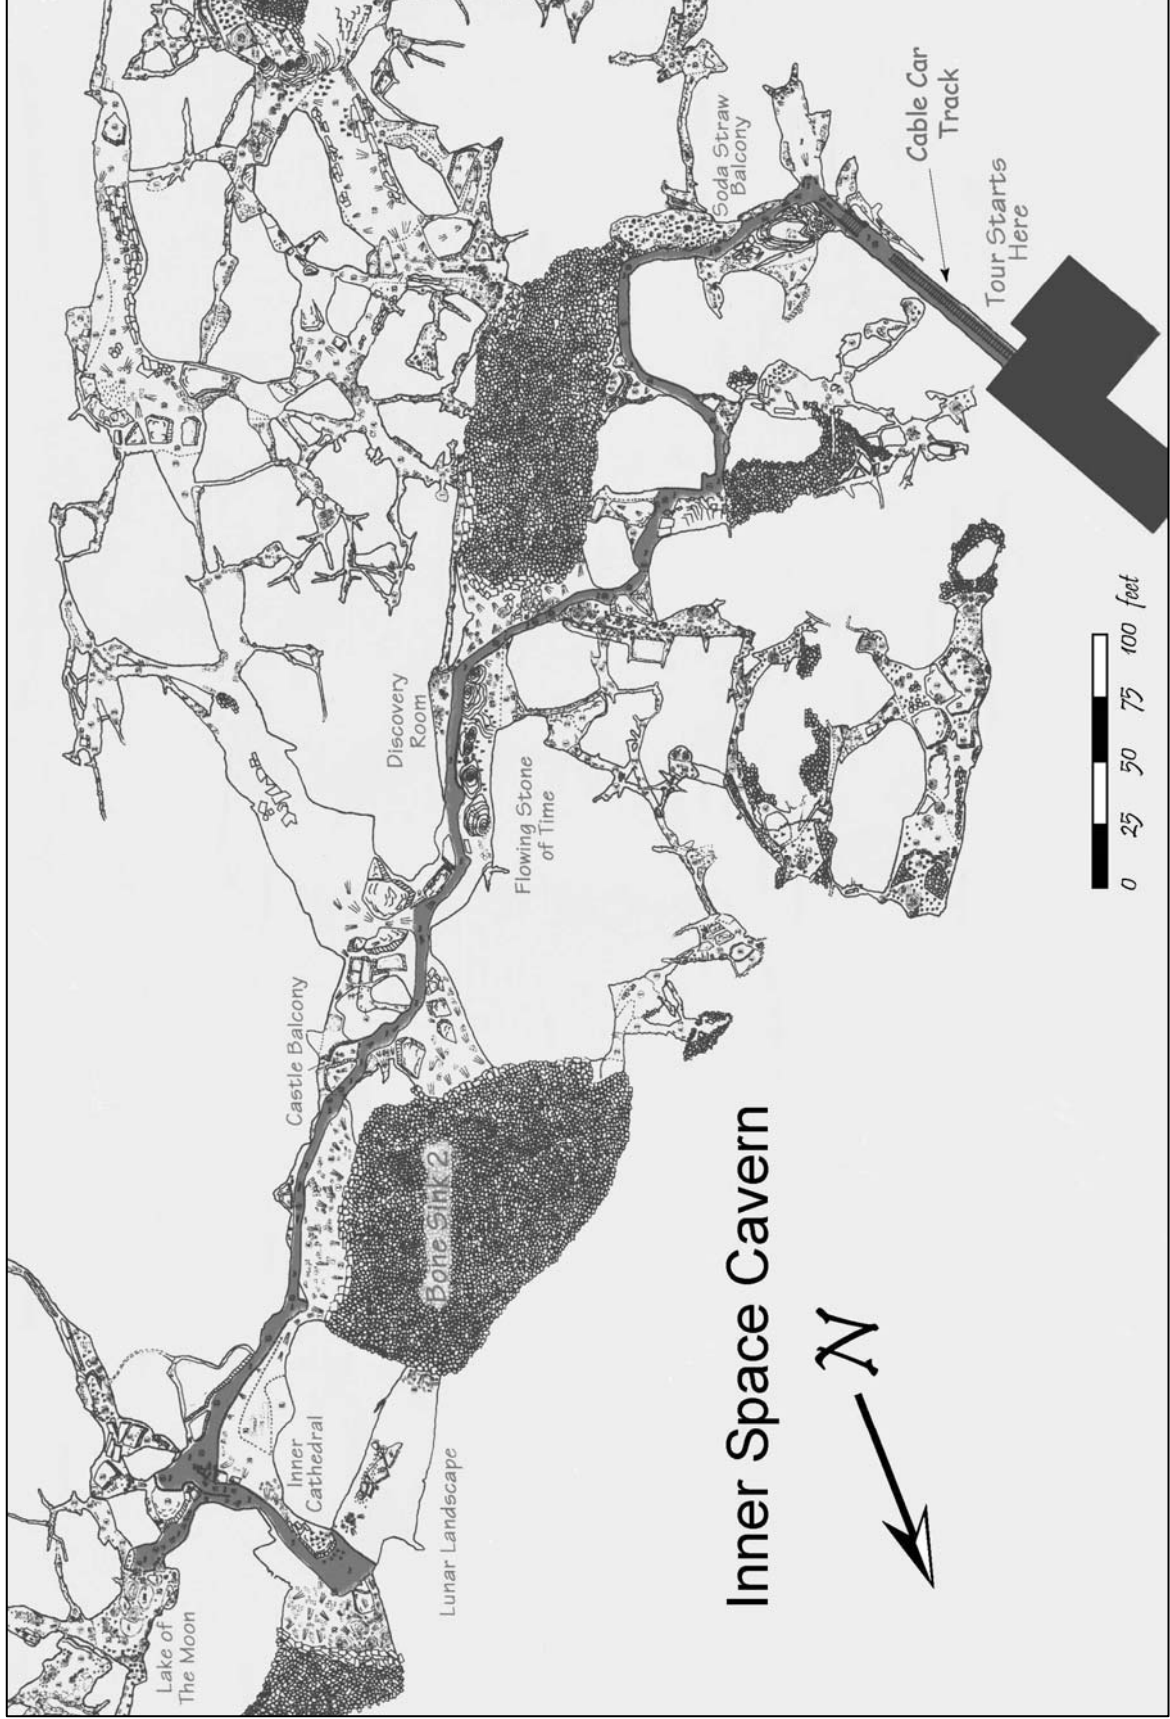 Cable Car
Track
Tour Starts
Here
Soda Straw
Balcony
Discovery
Room
Flowing Stone
of Time
Castle Balcony
Bone Sink 2
Inner
Cathedral
Lunar Landscape
Lake of
The Moon
Inner Space Cavern
N
0 25 50 75 100 feet